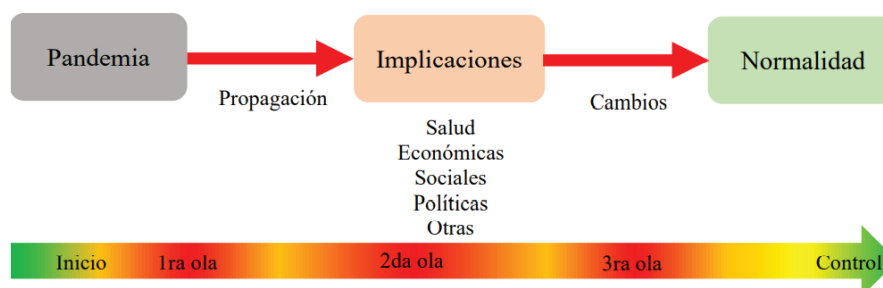 Pandemia
Implicaciones
Normalidad
Propagación
Cambios
Salud
Económicas
Sociales
Políticas
Otras
Inicio
1ra ola
2da ola
3ra ola
Control